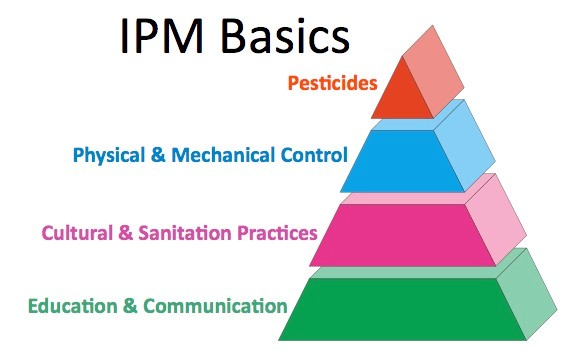 IPM Basics
Pesticides
Physical & Mechanical Control
Cultural & Sanitation Practices
Education & Communication